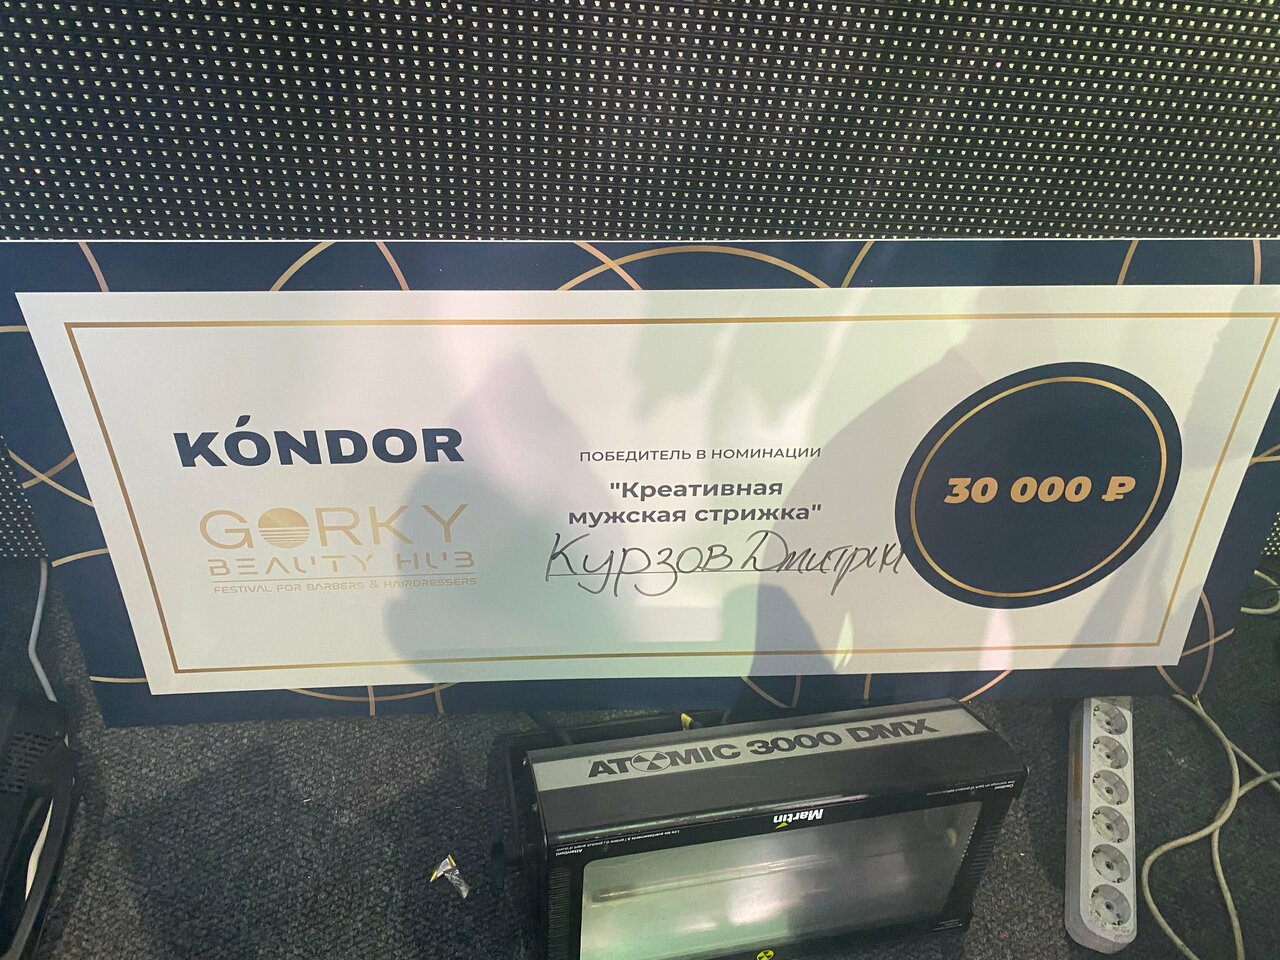 KÓNDOR
GORKY
BEAUTY HUB
FESTIVAL FOR BARBERS & HAIRDRESSERS
ПОБЕДИТЕЛЬ В НОМИНАЦИИ
"Креативная
мужская стрижка"
Курзов Дмитрий
30 000 ₽
ATOMIC 3000 DMX
Martin